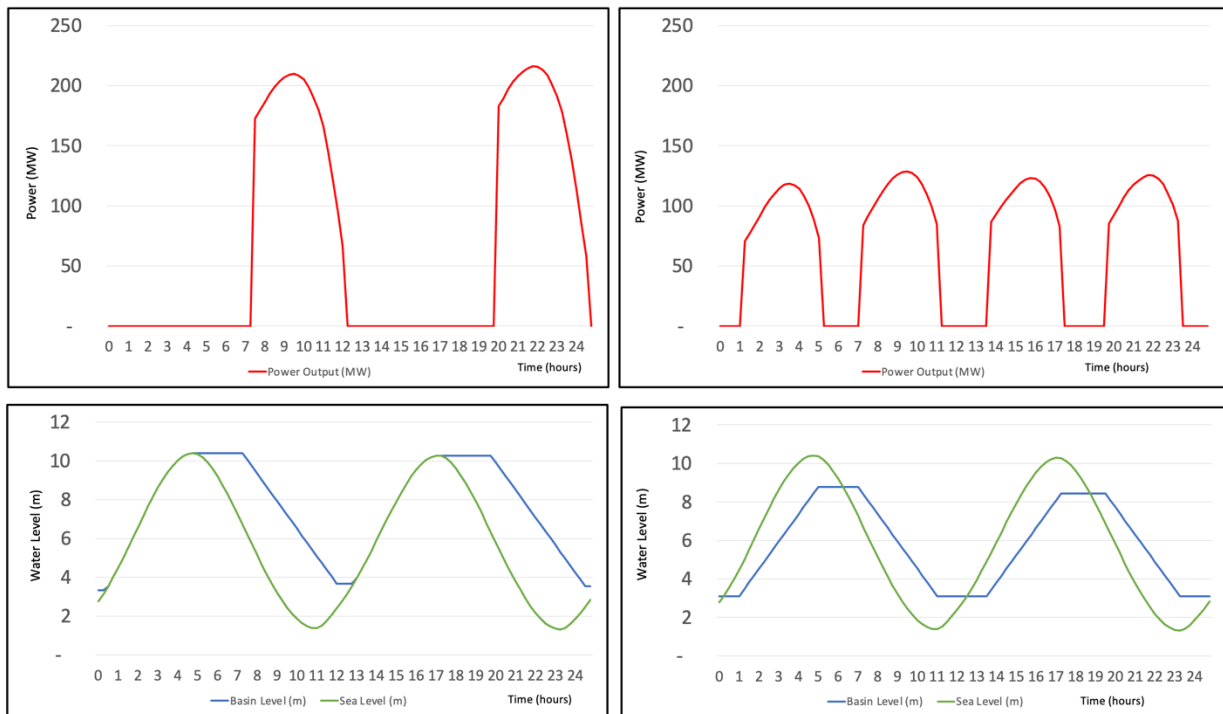 250
200
150
100
50
-
Power (MW)
0 1 2 3 4 5 6 7 8 9 10 11 12 13 14 15 16 17 18 19 20 21 22 23 24
Power Output (MW)
Time (hours)
250
200
150
100
50
-
Power (MW)
0 1 2 3 4 5 6 7 8 9 10 11 12 13 14 15 16 17 18 19 20 21 22 23 24
Power Output (MW)
Time (hours)
12
10
8
6
4
2
-
Water Level (m)
0 1 2 3 4 5 6 7 8 9 10 11 12 13 14 15 16 17 18 19 20 21 22 23 24
Basin Level (m) Sea Level (m)
Time (hours)
12
10
8
6
4
2
-
Water Level (m)
0 1 2 3 4 5 6 7 8 9 10 11 12 13 14 15 16 17 18 19 20 21 22 23 24
Basin Level (m) Sea Level (m)
Time (hours)